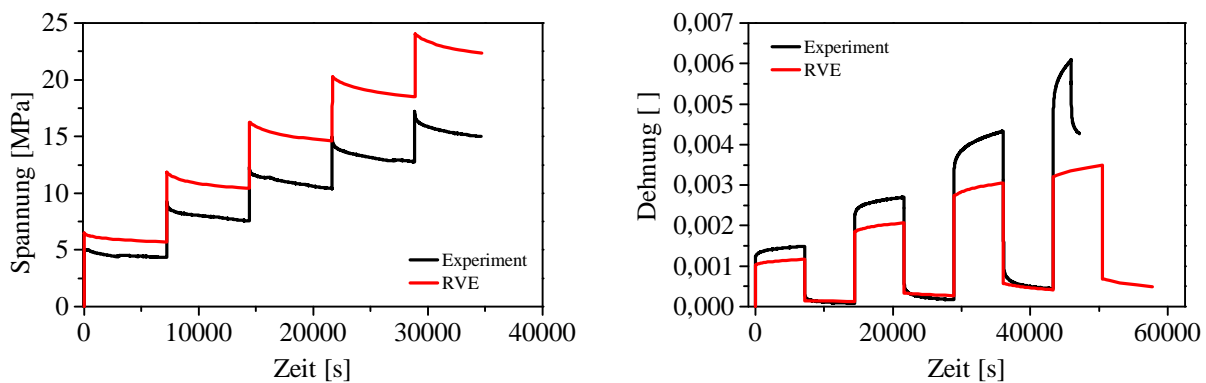 25
20
15
10
5
0
Spannung [MPa]
0
10000
20000
30000
40000
Zeit [s]
Experiment
RVE
0,007
0,006
0,005
0,004
0,003
0,002
0,001
0,000
Dehnung [ ]
0
20000
40000
60000
Zeit [s]
Experiment
RVE